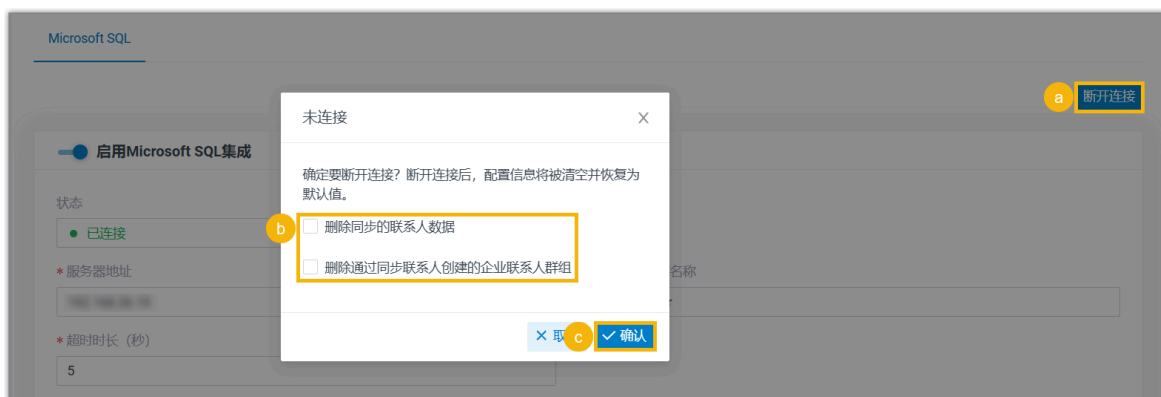 Microsoft SQL
a 断开连接
未连接
启用Microsoft SQL集成
确定要断开连接？断开连接后，配置信息将被清空并恢复为
默认值。
状态
已连接
b
删除同步的联系人数据
删除通过同步联系人创建的企业联系人群组
*服务器地址
名称
取
c
确认
*超时时长（秒）
5